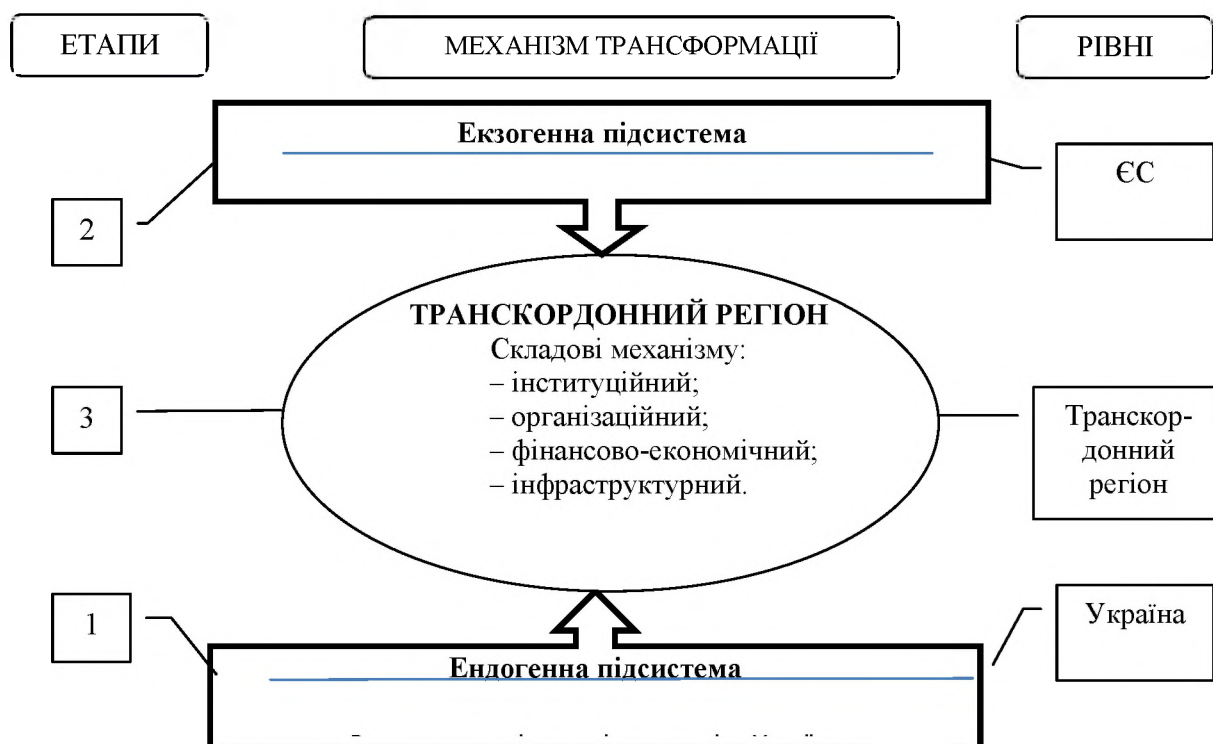 ЕТАПИ
МЕХАНІЗМ ТРАНСФОРМАЦІЇ
РІВНІ
Екзогенна підсистема
2
ЄС
ТРАНСКОРДОННИЙ РЕГІОН
Складові механізму:
– інституційний;
– організаційний;
– фінансово-економічний;
– інфраструктурний.
3
Транскор-
донний
регіон
1
Україна
Ендогенна підсистема